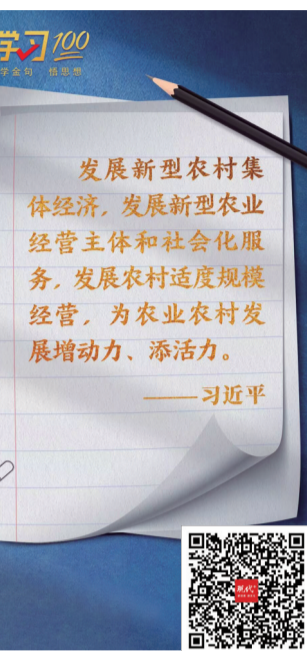 学习100
学金句 悟思想
发展新型农村集
体经济，发展新型农业
经营主体和社会化服
务，发展农村适度规模
经营，为农业农村发
展增动力、添活力。
——习近平
现代+